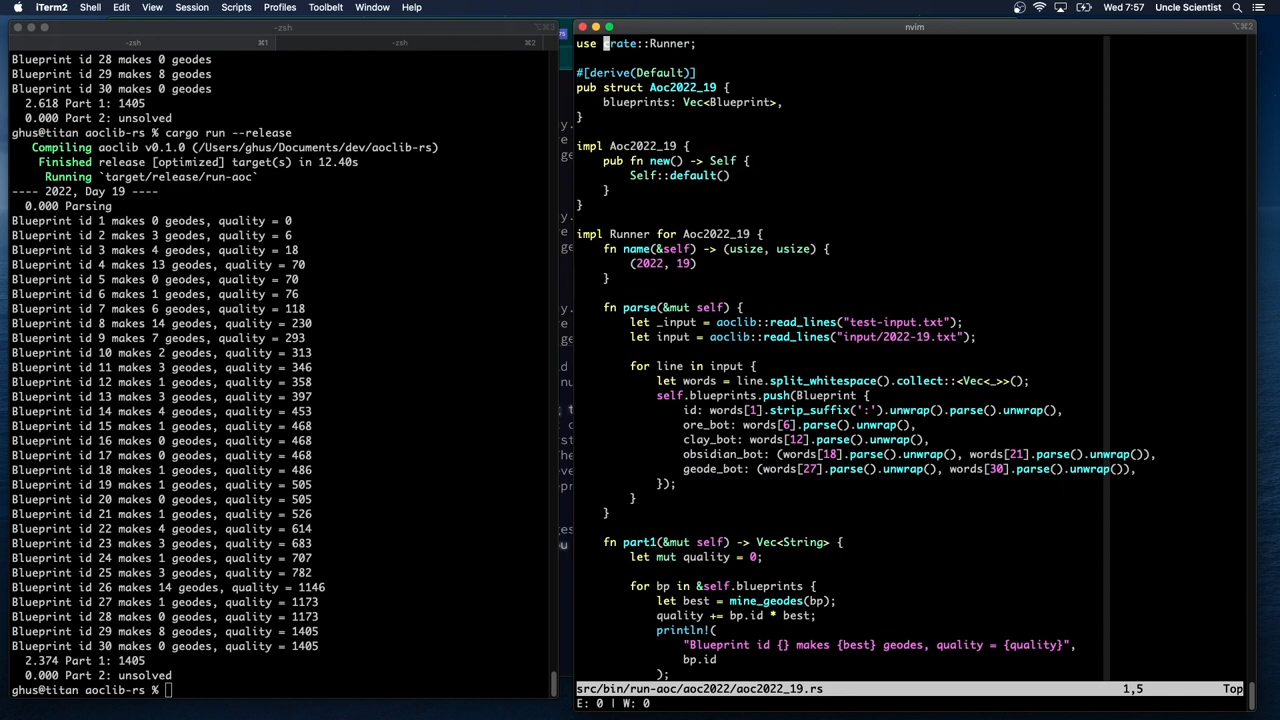 iTerm2 Shell Edit View Session Scripts Profiles Toolbelt Window Help
Wed 7:57 Uncle Scientist
-zsh
-zsh ⌘1
-zsh ⌘2
Blueprint id 28 makes 0 geodes
Blueprint id 29 makes 8 geodes
Blueprint id 30 makes 0 geodes
2.618 Part 1: 1405
0.000 Part 2: unsolved
ghus@titan aoclib-rs % cargo run --release
Compiling aoclib v0.1.0 (/Users/ghus/Documents/dev/aoclib-rs)
Finished release [optimized] target(s) in 12.40s
Running `target/release/run-aoc`
---- 2022, Day 19 ----
0.000 Parsing
Blueprint id 1 makes 0 geodes, quality = 0
Blueprint id 2 makes 3 geodes, quality = 6
Blueprint id 3 makes 4 geodes, quality = 18
Blueprint id 4 makes 13 geodes, quality = 70
Blueprint id 5 makes 0 geodes, quality = 70
Blueprint id 6 makes 1 geodes, quality = 76
Blueprint id 7 makes 6 geodes, quality = 118
Blueprint id 8 makes 14 geodes, quality = 230
Blueprint id 9 makes 7 geodes, quality = 293
Blueprint id 10 makes 2 geodes, quality = 313
Blueprint id 11 makes 3 geodes, quality = 346
Blueprint id 12 makes 1 geodes, quality = 358
Blueprint id 13 makes 3 geodes, quality = 397
Blueprint id 14 makes 4 geodes, quality = 453
Blueprint id 15 makes 1 geodes, quality = 468
Blueprint id 16 makes 0 geodes, quality = 468
Blueprint id 17 makes 0 geodes, quality = 468
Blueprint id 18 makes 1 geodes, quality = 486
Blueprint id 19 makes 1 geodes, quality = 505
Blueprint id 20 makes 0 geodes, quality = 505
Blueprint id 21 makes 1 geodes, quality = 526
Blueprint id 22 makes 4 geodes, quality = 614
Blueprint id 23 makes 3 geodes, quality = 683
Blueprint id 24 makes 1 geodes, quality = 707
Blueprint id 25 makes 3 geodes, quality = 782
Blueprint id 26 makes 14 geodes, quality = 1146
Blueprint id 27 makes 1 geodes, quality = 1173
Blueprint id 28 makes 0 geodes, quality = 1173
Blueprint id 29 makes 8 geodes, quality = 1405
Blueprint id 30 makes 0 geodes, quality = 1405
2.374 Part 1: 1405
0.000 Part 2: unsolved
ghus@titan aoclib-rs %
nvim ⌥⌘2
use crate::Runner;
#[derive(Default)]
pub struct Aoc2022_19 {
blueprints: Vec<Blueprint>,
}
impl Aoc2022_19 {
pub fn new() -> Self {
Self::default()
}
}
impl Runner for Aoc2022_19 {
fn name(&self) -> (usize, usize) {
(2022, 19)
}
fn parse(&mut self) {
let _input = aoclib::read_lines("test-input.txt");
let input = aoclib::read_lines("input/2022-19.txt");
for line in input {
let words = line.split_whitespace().collect::<Vec<_>>();
self.blueprints.push(Blueprint {
id: words[1].strip_suffix(':').unwrap().parse().unwrap(),
ore_bot: words[6].parse().unwrap(),
clay_bot: words[12].parse().unwrap(),
obsidian_bot: (words[18].parse().unwrap(), words[21].parse().unwrap()),
geode_bot: (words[27].parse().unwrap(), words[30].parse().unwrap()),
});
}
}
fn part1(&mut self) -> Vec<String> {
let mut quality = 0;
for bp in &self.blueprints {
let best = mine_geodes(bp);
quality += bp.id * best;
println!(
"Blueprint id {} makes {best} geodes, quality = {quality}",
bp.id
);
src/bin/run-aoc/aoc2022/aoc2022_19.rs 1,5 Top
E: 0 | W: 0